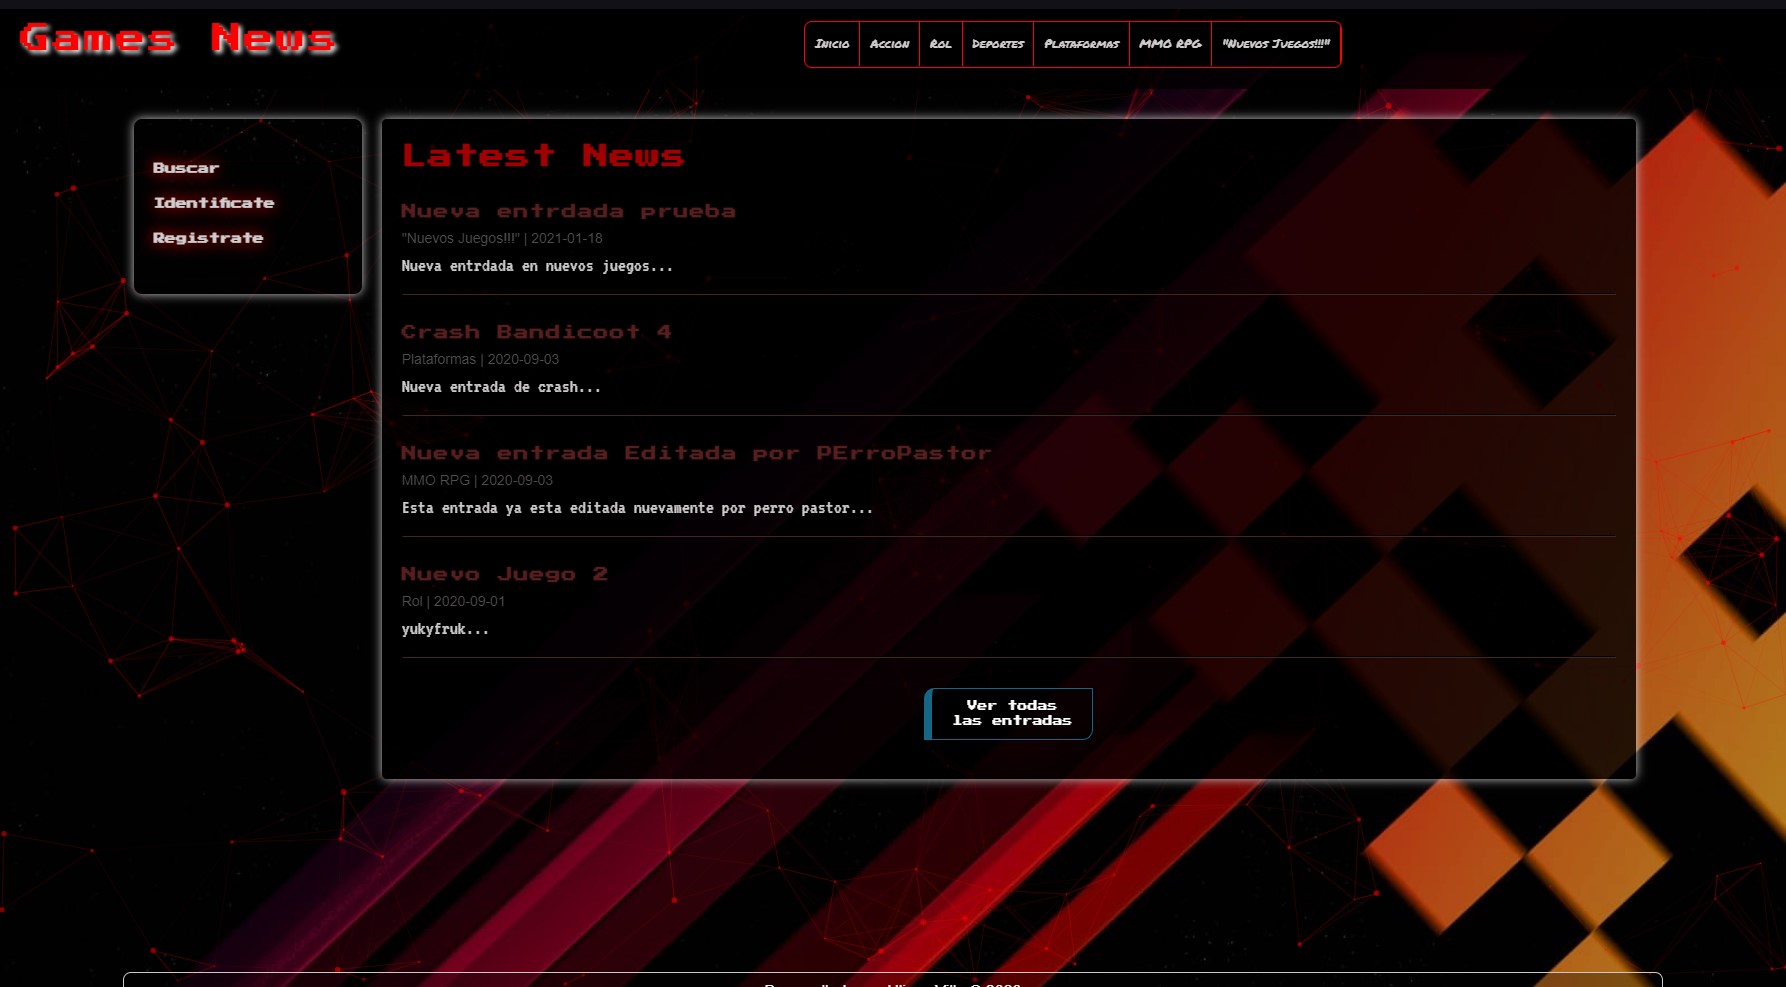 Games News
Inicio
Accion
Rol
Deportes
Plataformas
MMO RPG
"Nuevos Juegos!!!"
Buscar
Identificate
Registrate
Latest News
Nueva entrdada prueba
"Nuevos Juegos!!!" | 2021-01-18
Nueva entrdada en nuevos juegos...
Crash Bandicoot 4
Plataformas | 2020-09-03
Nueva entrada de crash...
Nueva entrada Editada por PErroPastor
MMO RPG | 2020-09-03
Esta entrada ya esta editada nuevamente por perro pastor...
Nuevo Juego 2
Rol | 2020-09-01
yukyfruk...
Ver todas
las entradas